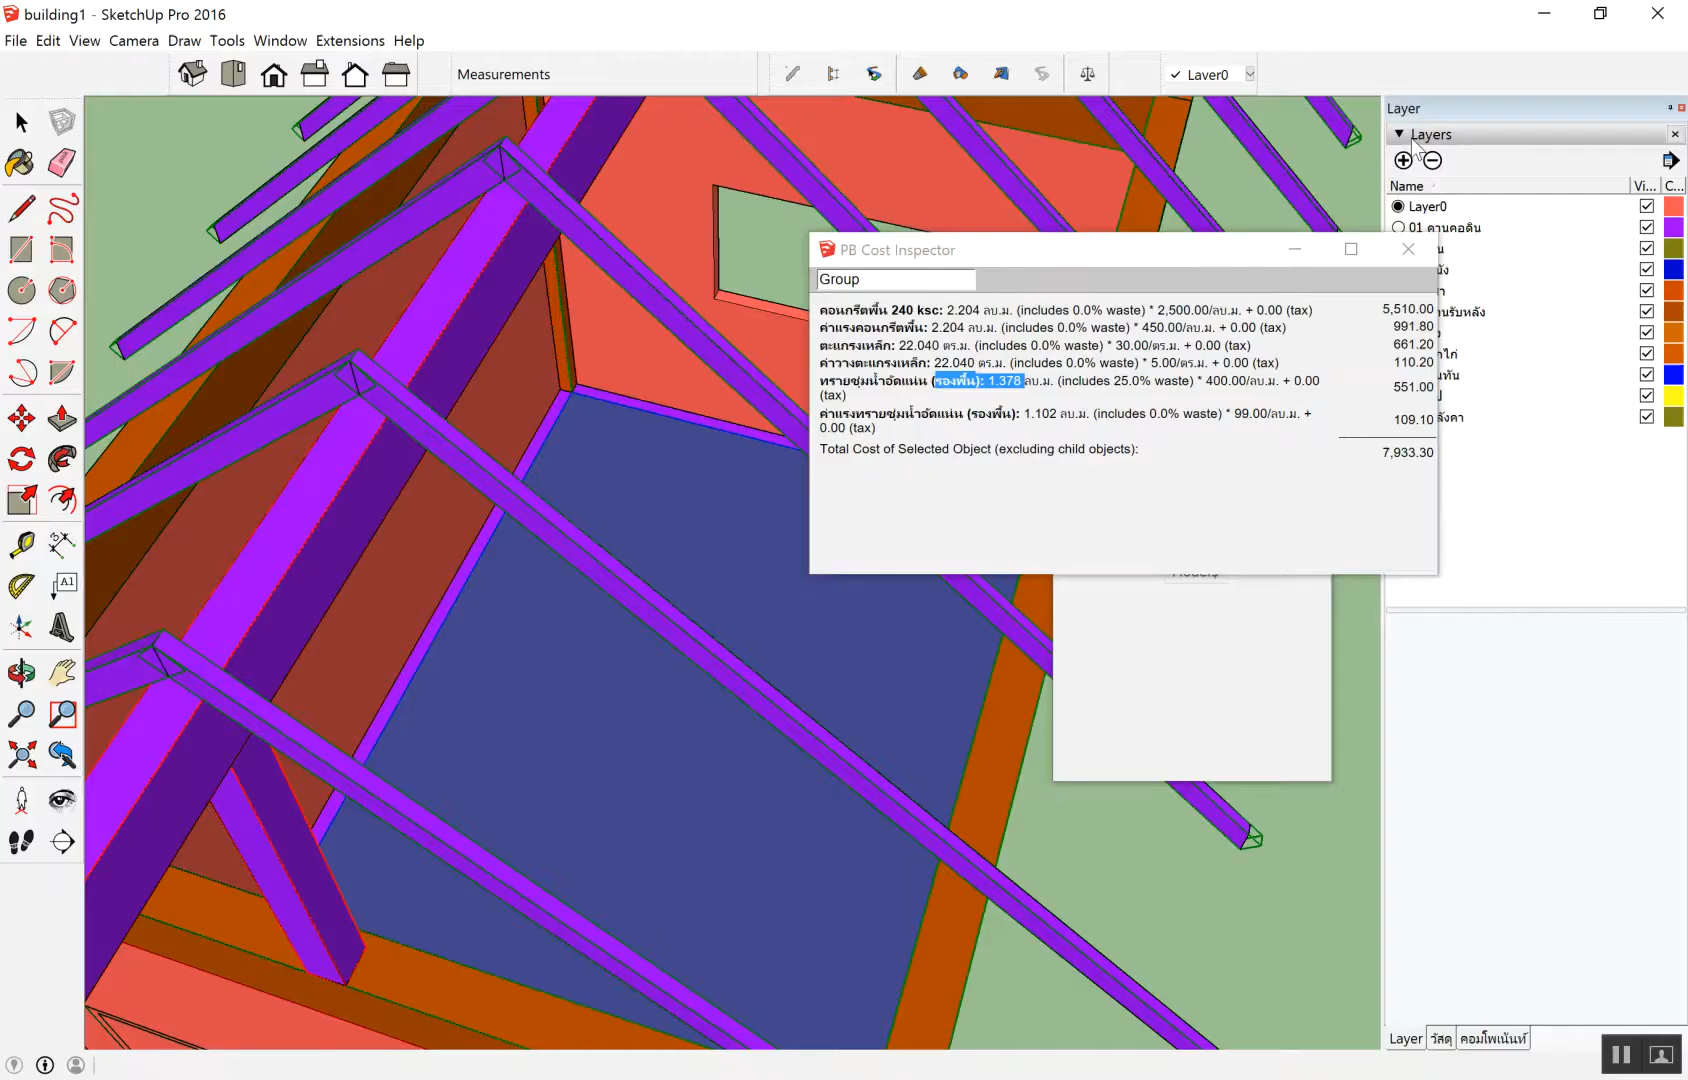 building1 - SketchUp Pro 2016
File Edit View Camera Draw Tools Window Extensions Help
Measurements
✓ Layer0
Layer
Layers
Name Vi... C...
Layer0
01 คานคอดิน
PB Cost Inspector
Group
คอนกรีตพื้น 240 ksc: 2.204 ลบ.ม. (includes 0.0% waste) * 2,500.00/ลบ.ม. + 0.00 (tax) 5,510.00
ค่าแรงคอนกรีตพื้น: 2.204 ลบ.ม. (includes 0.0% waste) * 450.00/ลบ.ม. + 0.00 (tax) 991.80
ตะแกรงเหล็ก: 22.040 ตร.ม. (includes 0.0% waste) * 30.00/ตร.ม. + 0.00 (tax) 661.20
ค่าวางตะแกรงเหล็ก: 22.040 ตร.ม. (includes 0.0% waste) * 5.00/ตร.ม. + 0.00 (tax) 110.20
ทรายชุ่มน้ำอัดแน่น (รองพื้น): 1.378 ลบ.ม. (includes 25.0% waste) * 400.00/ลบ.ม. + 0.00
(tax) 551.00
ค่าแรงทรายชุ่มน้ำอัดแน่น (รองพื้น): 1.102 ลบ.ม. (includes 0.0% waste) * 99.00/ลบ.ม. +
0.00 (tax) 109.10
Total Cost of Selected Object (excluding child objects): 7,933.30
A1
Layer วัสดุ คอมโพเน้นท์